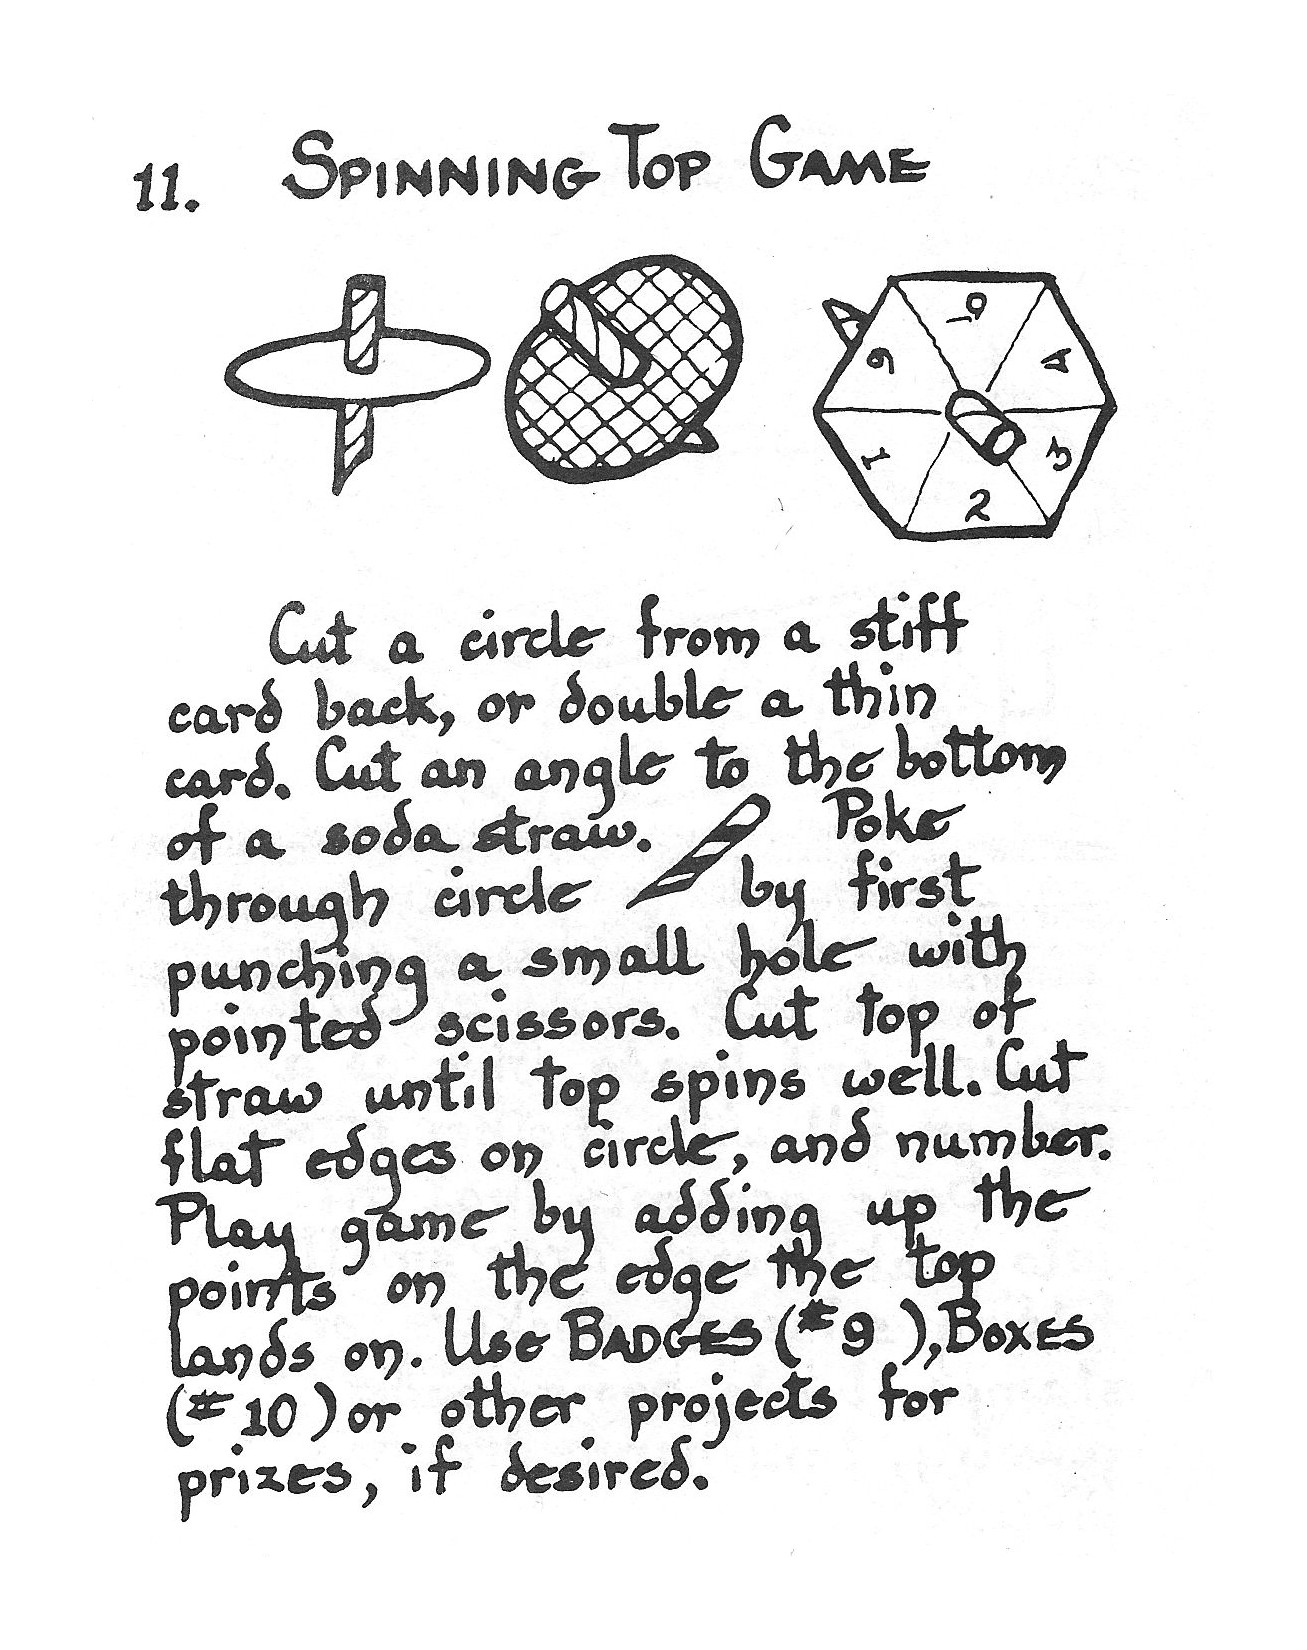 11. SPINNING TOP GAME
5
4
6
1
3
2
Cut a circle from a stiff
card back, or double a thin
card. Cut an angle to the bottom
of a soda straw. Poke
through circle by first
punching a small hole with
pointed scissors. Cut top of
straw until top spins well. Cut
flat edges on circle, and number.
Play game by adding up the
points on the edge the top
lands on. Use BADGES (#9 ), BOXES
(#10 ) or other projects for
prizes, if desired.